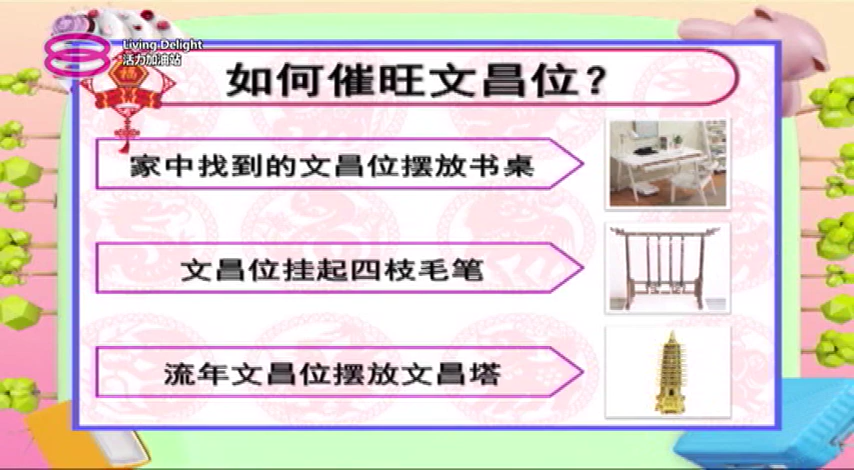 Living Delight
活力加油站
福
如何催旺文昌位？
家中找到的文昌位摆放书桌
文昌位挂起四枝毛笔
流年文昌位摆放文昌塔